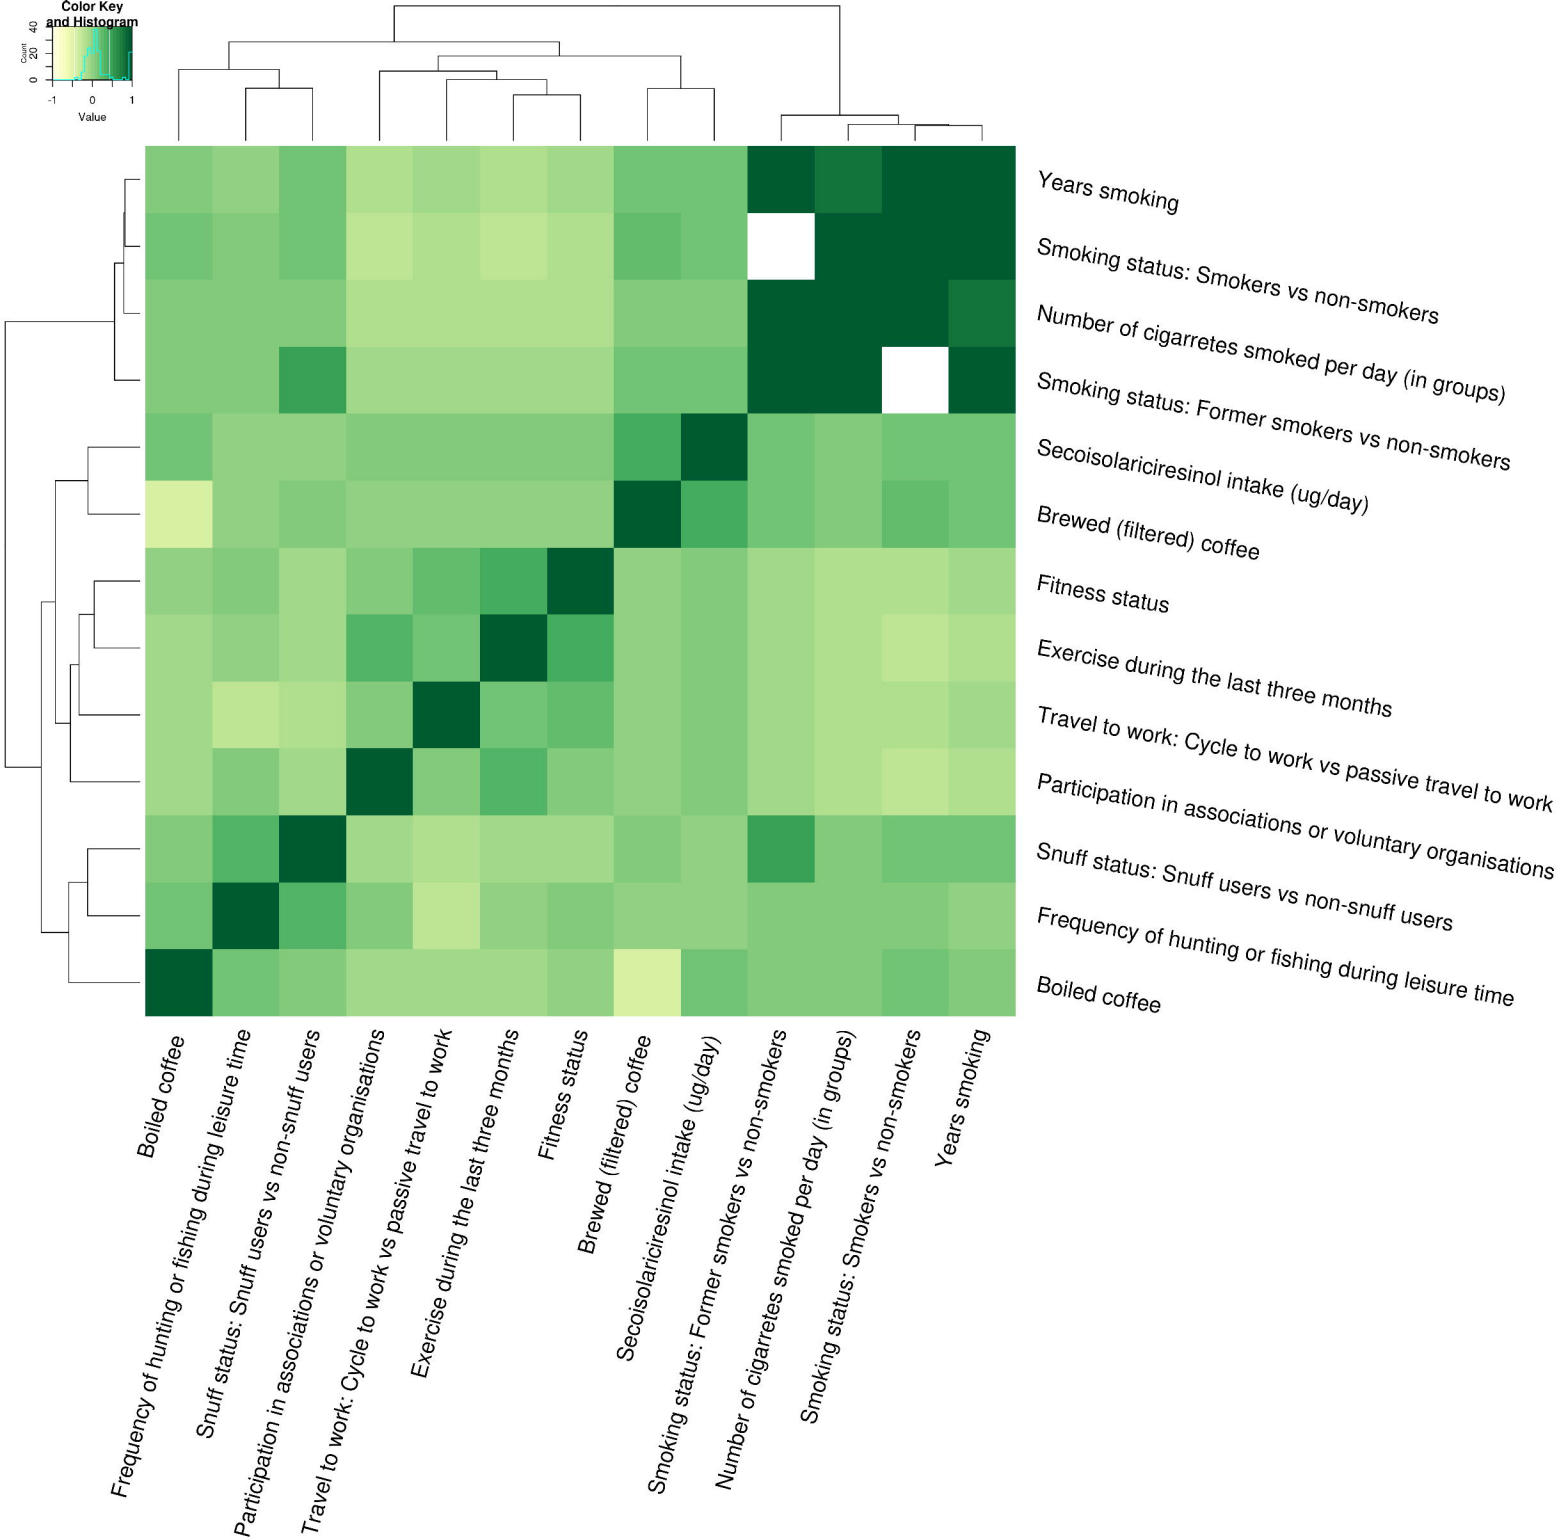 Color Key
and Histogram
Count
0 20 40
-1 0 1
Value
Years smoking
Smoking status: Smokers vs non-smokers
Number of cigarretes smoked per day (in groups)
Smoking status: Former smokers vs non-smokers
Secoisolariciresinol intake (ug/day)
Brewed (filtered) coffee
Fitness status
Exercise during the last three months
Travel to work: Cycle to work vs passive travel to work
Participation in associations or voluntary organisations
Snuff status: Snuff users vs non-snuff users
Frequency of hunting or fishing during leisure time
Boiled coffee
Boiled coffee
Frequency of hunting or fishing during leisure time
Snuff status: Snuff users vs non-snuff users
Participation in associations or voluntary organisations
Travel to work: Cycle to work vs passive travel to work
Exercise during the last three months
Fitness status
Brewed (filtered) coffee
Secoisolariciresinol intake (ug/day)
Smoking status: Former smokers vs non-smokers
Number of cigarretes smoked per day (in groups)
Smoking status: Smokers vs non-smokers
Years smoking